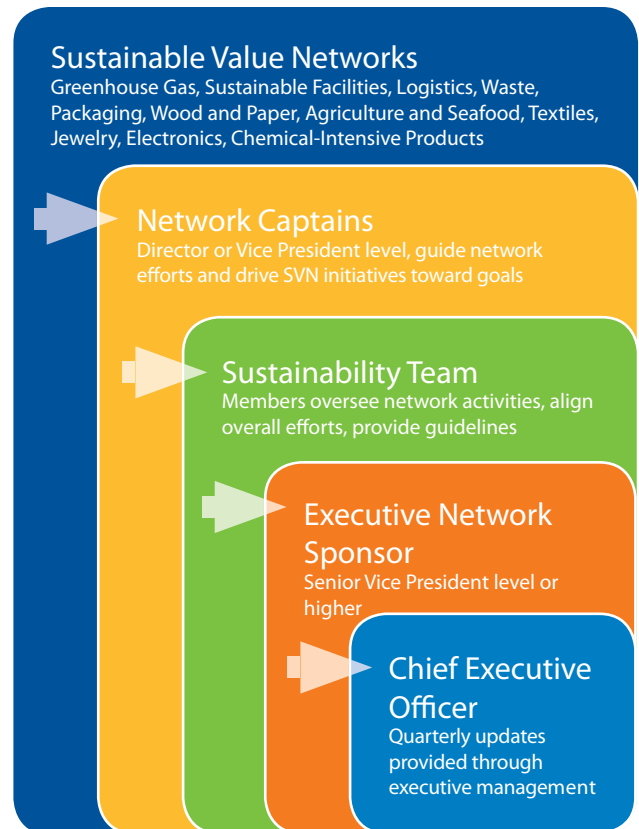 Sustainable Value Networks
Greenhouse Gas, Sustainable Facilities, Logistics, Waste,
Packaging, Wood and Paper, Agriculture and Seafood, Textiles,
Jewelry, Electronics, Chemical-Intensive Products
Network Captains
Director or Vice President level, guide network
efforts and drive SVN initiatives toward goals
Sustainability Team
Members oversee network activities, align
overall efforts, provide guidelines
Executive Network
Sponsor
Senior Vice President level or
higher
Chief Executive
Officer
Quarterly updates
provided through
executive management